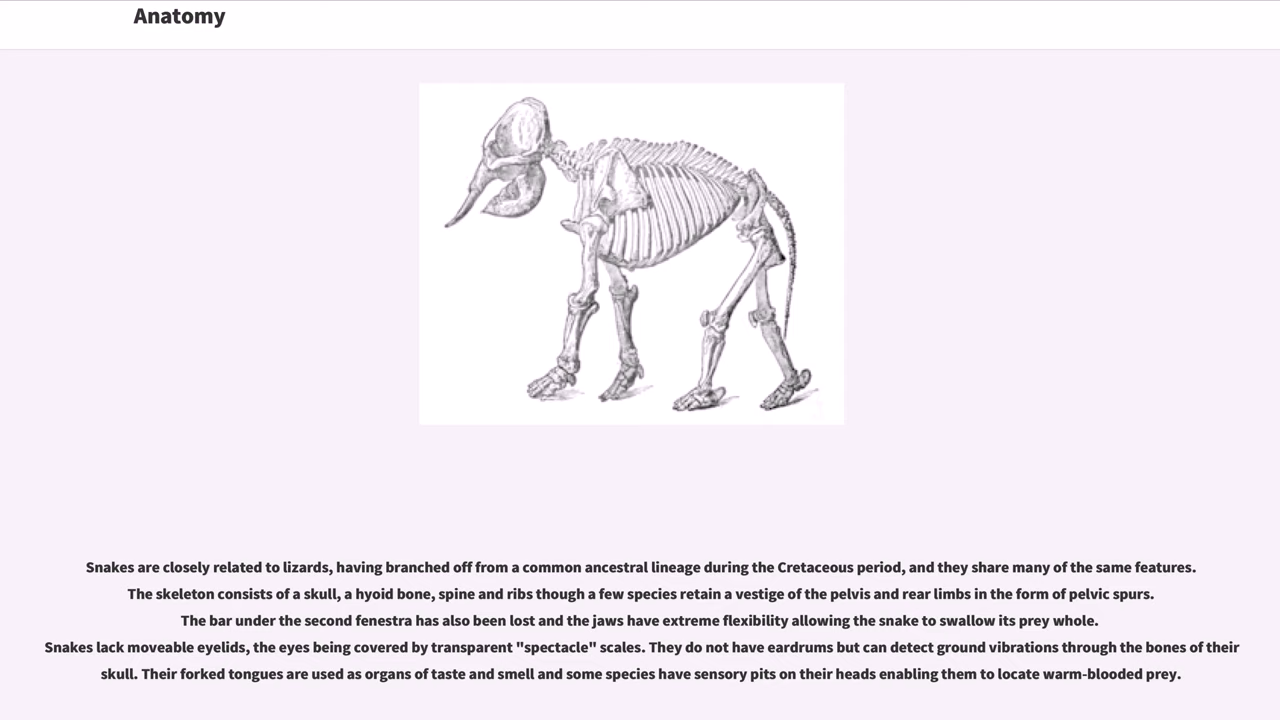 Anatomy
Snakes are closely related to lizards, having branched off from a common ancestral lineage during the Cretaceous period, and they share many of the same features.
The skeleton consists of a skull, a hyoid bone, spine and ribs though a few species retain a vestige of the pelvis and rear limbs in the form of pelvic spurs.
The bar under the second fenestra has also been lost and the jaws have extreme flexibility allowing the snake to swallow its prey whole.
Snakes lack moveable eyelids, the eyes being covered by transparent "spectacle" scales. They do not have eardrums but can detect ground vibrations through the bones of their
skull. Their forked tongues are used as organs of taste and smell and some species have sensory pits on their heads enabling them to locate warm-blooded prey.